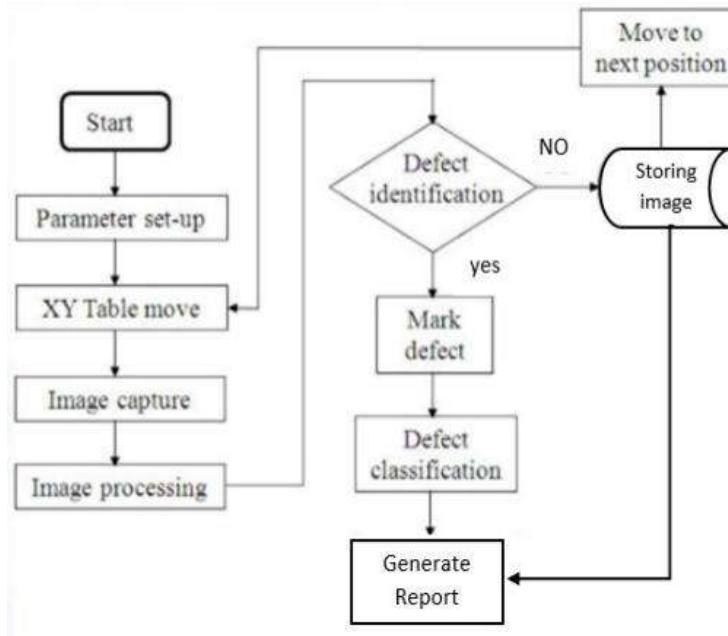 Start
Parameter set-up
XY Table move
Image capture
Image processing
Defect
identification
NO
Storing
image
Move to
next position
yes
Mark
defect
Defect
classification
Generate
Report